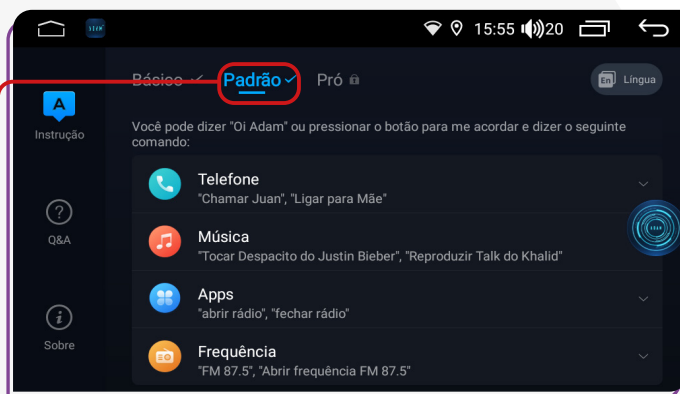 15:55 20
Básico Padrão Pró
En Língua
A
Instrução
Você pode dizer "Oi Adam" ou pressionar o botão para me acordar e dizer o seguinte
comando:
Telefone
"Chamar Juan", "Ligar para Mãe"
Música
"Tocar Despacito do Justin Bieber", "Reproduzir Talk do Khalid"
?
Q&A
Apps
"abrir rádio", "fechar rádio"
i
Sobre
Frequência
"FM 87.5", "Abrir frequência FM 87.5"